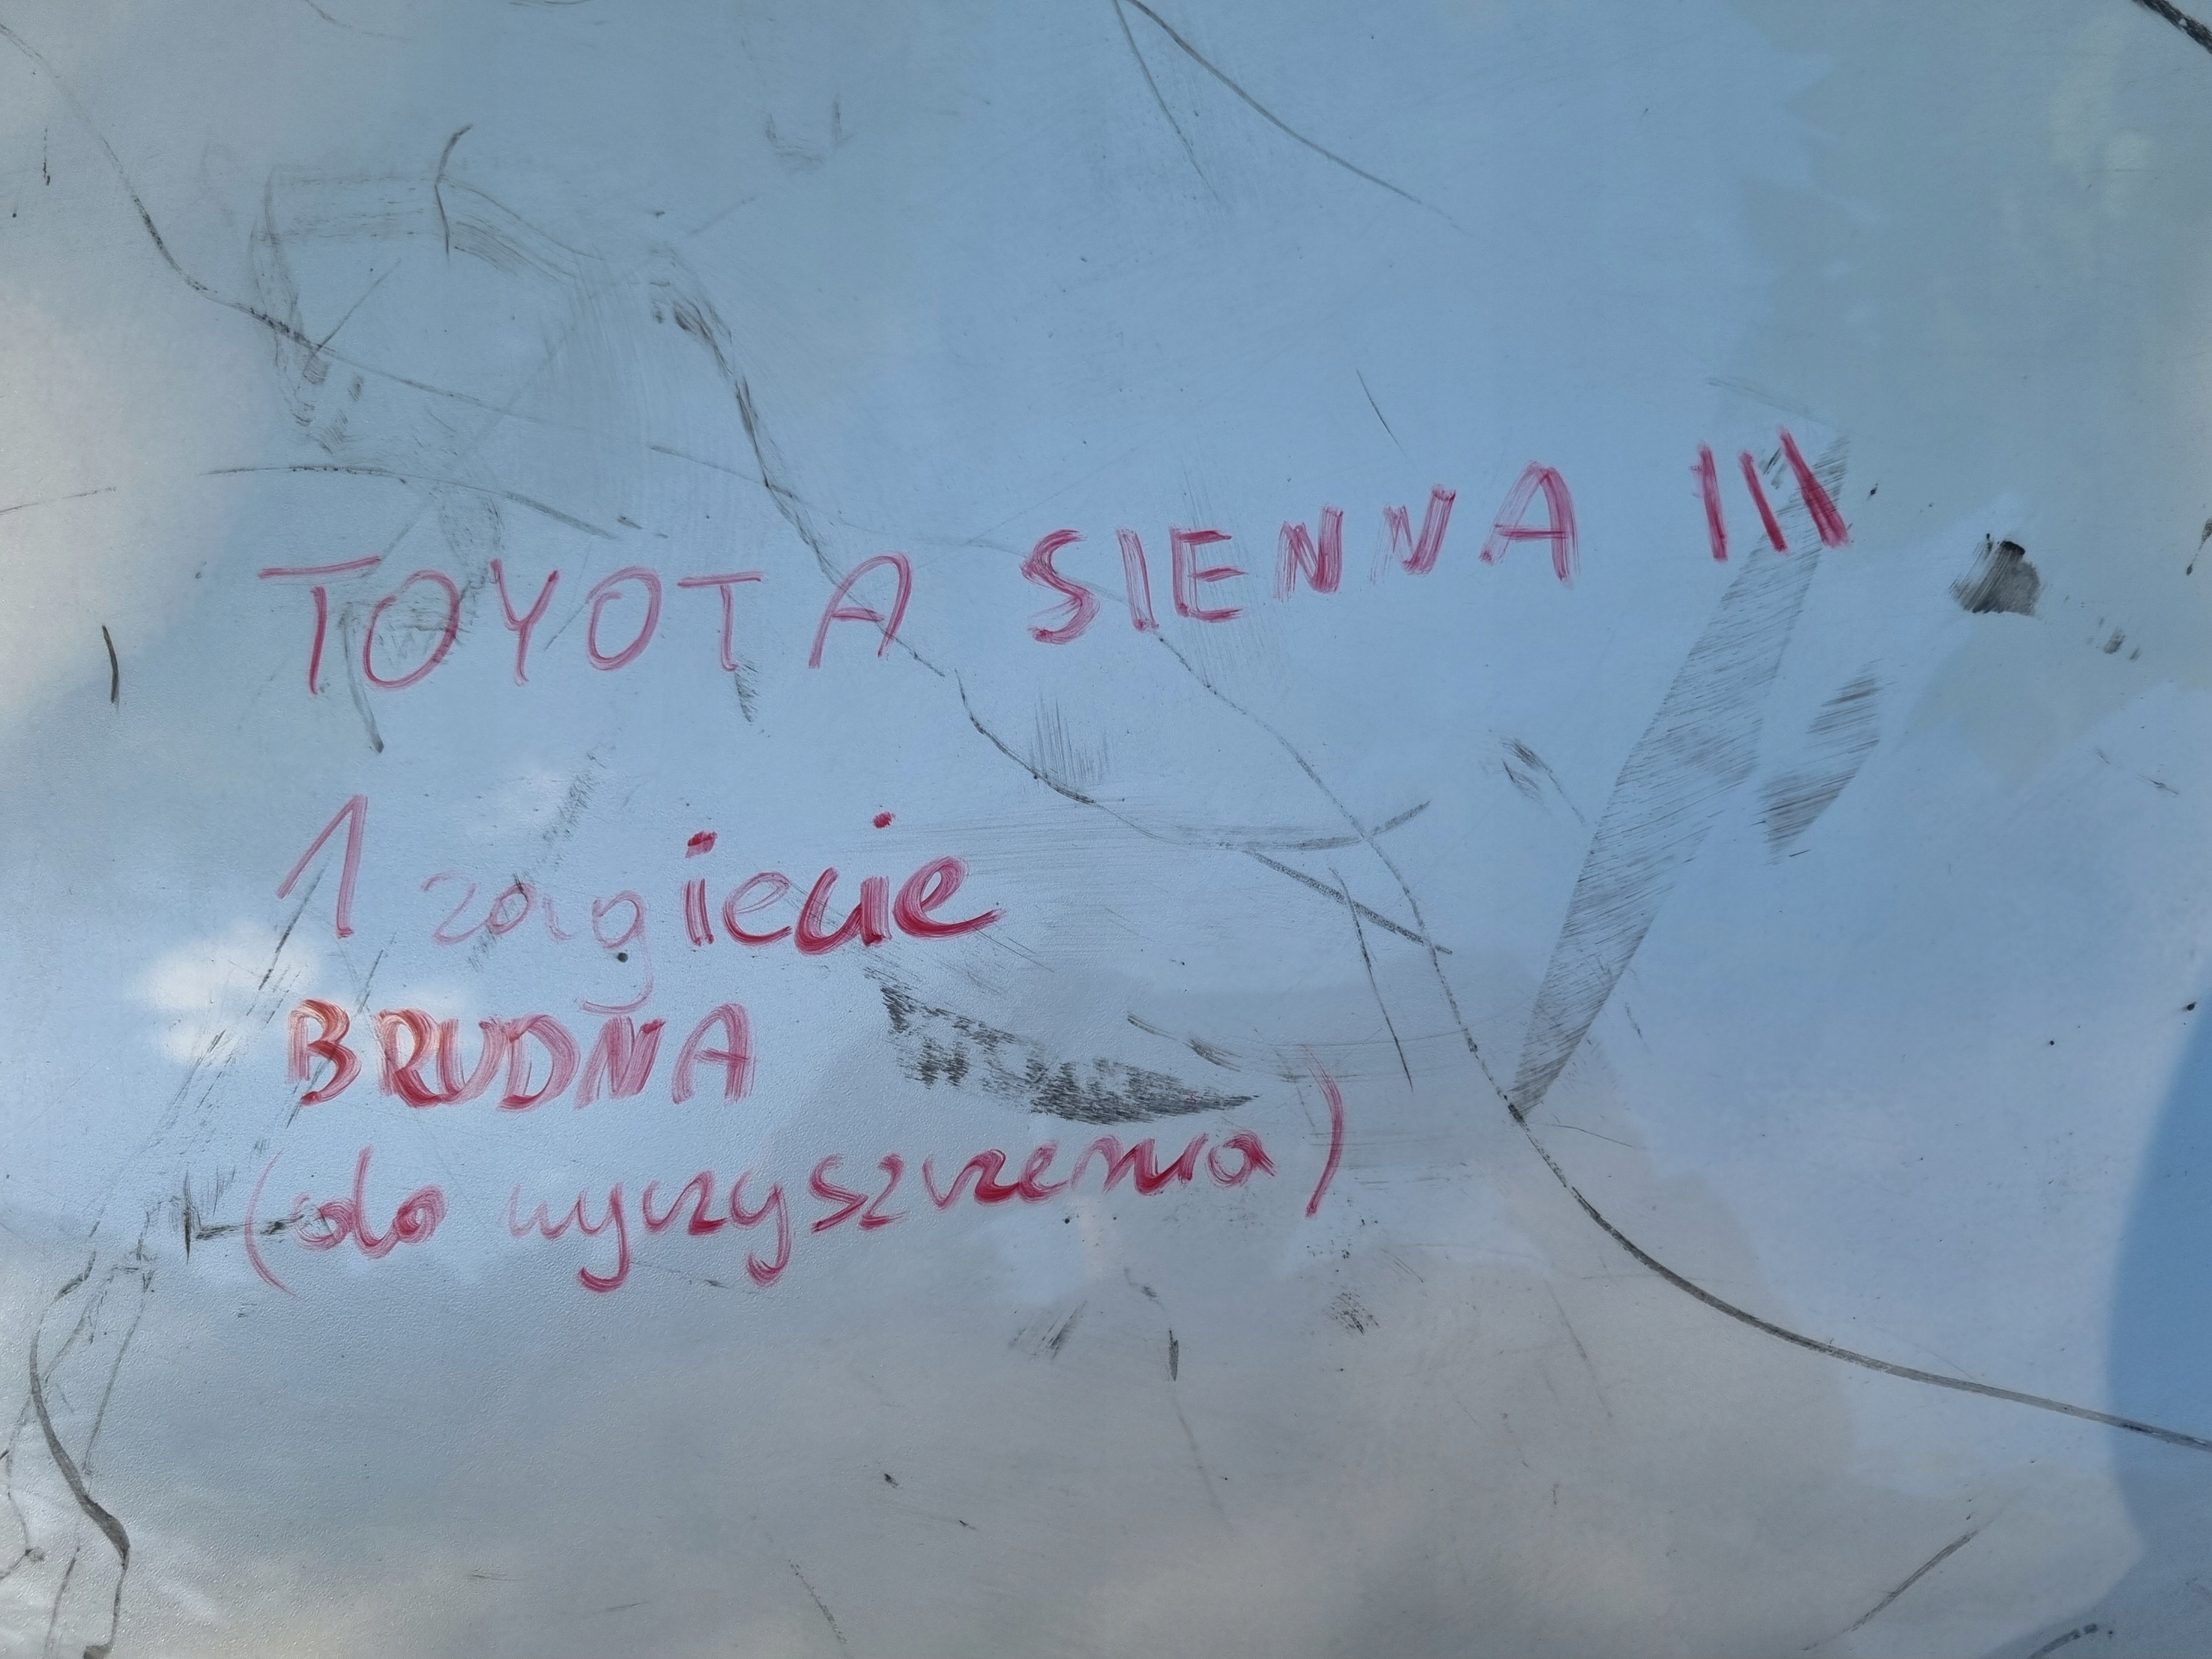 TOYOTA SIENNA III
1 zagięcie
BRUDNA
(do wyczyszczenia)